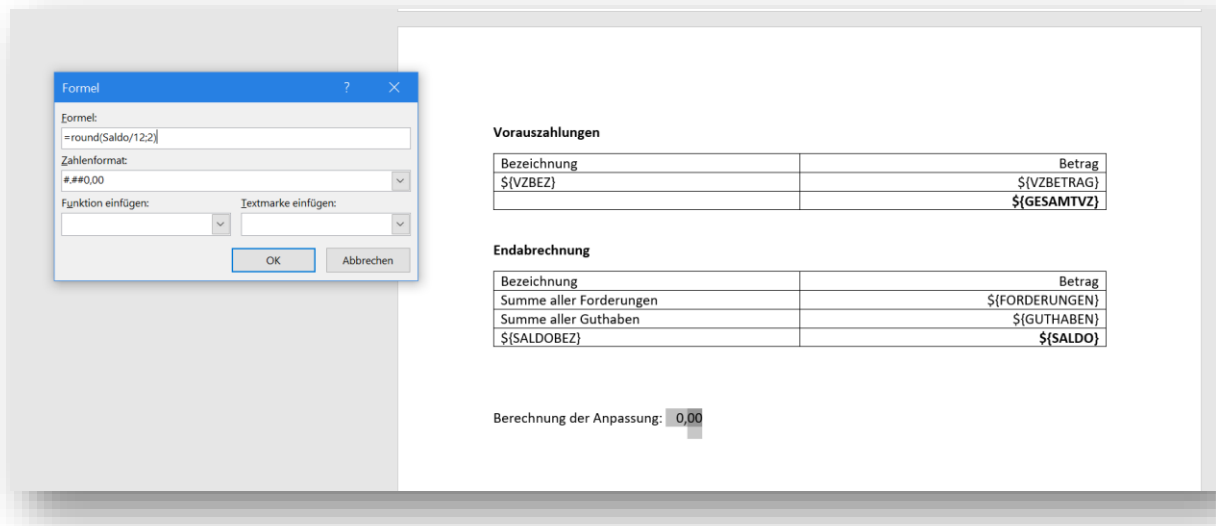 Formel ?
Formel:
=round(Saldo/12;2)
Zahlenformat:
#.##0,00
Funktion einfügen: Textmarke einfügen:
OK Abbrechen
Vorauszahlungen
Bezeichnung Betrag
${VZBEZ} ${VZBETRAG}
${GESAMTVZ}
Endabrechnung
Bezeichnung Betrag
Summe aller Forderungen ${FORDERUNGEN}
Summe aller Guthaben ${GUTHABEN}
${SALDOBEZ} ${SALDO}
Berechnung der Anpassung: 0,00